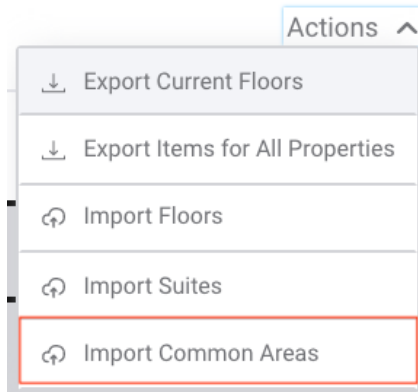 Actions
Export Current Floors
Export Items for All Properties
Import Floors
Import Suites
Import Common Areas